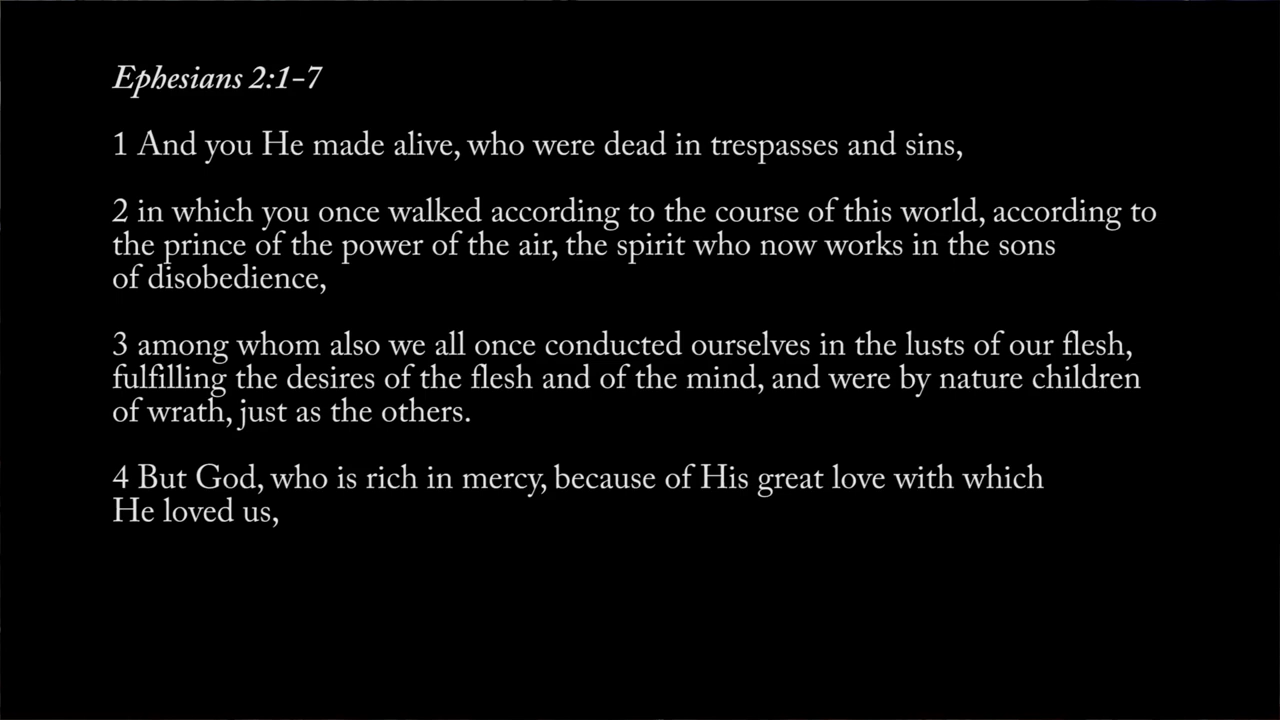 Ephesians 2:1–7
1 And you He made alive, who were dead in trespasses and sins,
2 in which you once walked according to the course of this world, according to
the prince of the power of the air, the spirit who now works in the sons
of disobedience,
3 among whom also we all once conducted ourselves in the lusts of our flesh,
fulfilling the desires of the flesh and of the mind, and were by nature children
of wrath, just as the others.
4 But God, who is rich in mercy, because of His great love with which
He loved us,